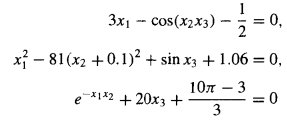 3x₁ − cos(x₂x₃) − 1/2 = 0,
x₁² − 81(x₂ + 0.1)² + sin x₃ + 1.06 = 0,
e^(−x₁x₂) + 20x₃ + (10π − 3)/3 = 0